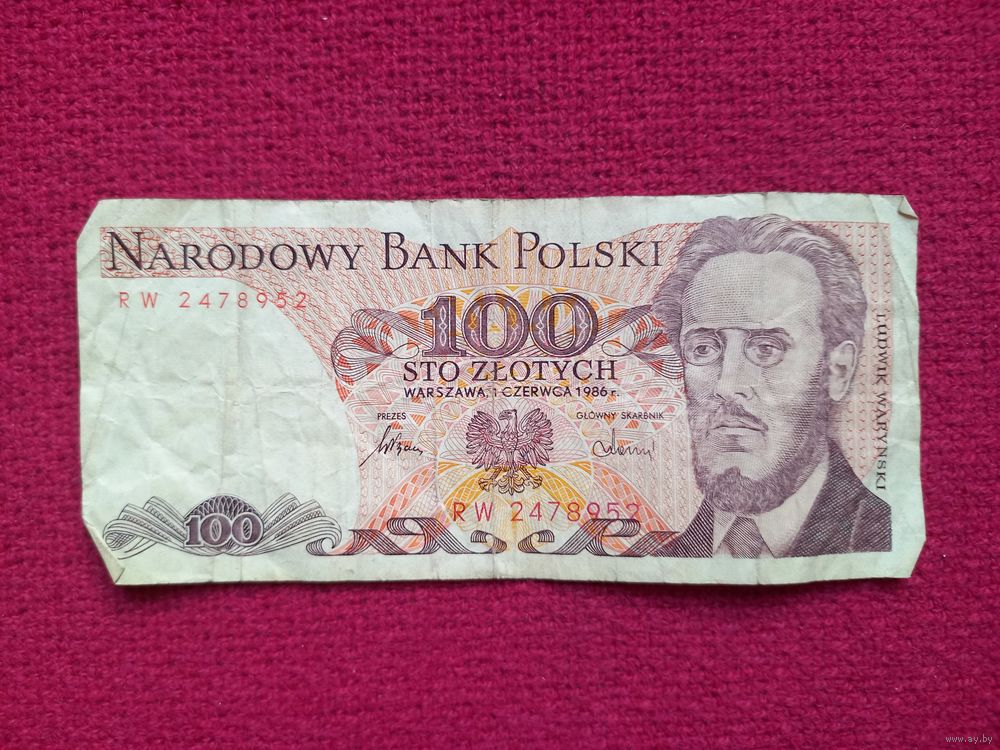 NARODOWY BANK POLSKI
RW 2478952
100
STO ZŁOTYCH
WARSZAWA, 1 CZERWCA 1986 r.
PREZES
GŁÓWNY SKARBNIK
RW 2478952
100
LUDWIK WARYŃSKI
www.ay.by